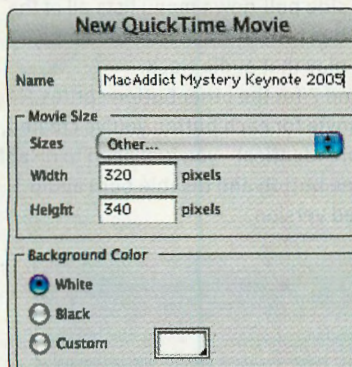 New QuickTime Movie
Name MacAddict Mystery Keynote 2005
Movie Size
Sizes Other...
Width 320 pixels
Height 340 pixels
Background Color
White
Black
Custom